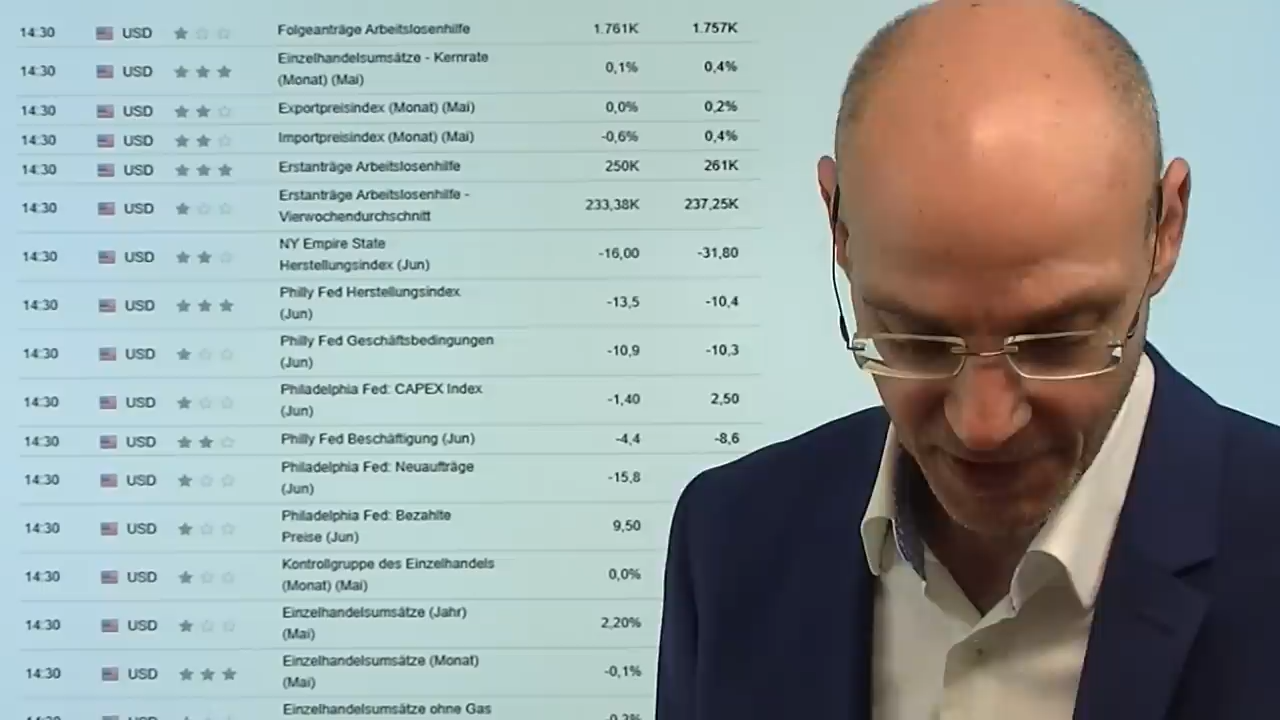 14:30 USD Folgeanträge Arbeitslosenhilfe 1.761K 1.757K
14:30 USD Einzelhandelsumsätze - Kernrate 0,1% 0,4%
(Monat) (Mai)
14:30 USD Exportpreisindex (Monat) (Mai) 0,0% 0,2%
14:30 USD Importpreisindex (Monat) (Mai) -0,6% 0,4%
14:30 USD Erstanträge Arbeitslosenhilfe 250K 261K
14:30 USD Erstanträge Arbeitslosenhilfe - 233,38K 237,25K
Vierwochendurchschnitt
14:30 USD NY Empire State -16,00 -31,80
Herstellungsindex (Jun)
14:30 USD Philly Fed Herstellungsindex -13,5 -10,4
(Jun)
14:30 USD Philly Fed Geschäftsbedingungen -10,9 -10,3
(Jun)
14:30 USD Philadelphia Fed: CAPEX Index -1,40 2,50
(Jun)
14:30 USD Philly Fed Beschäftigung (Jun) -4,4 -8,6
14:30 USD Philadelphia Fed: Neuaufträge -15,8
(Jun)
14:30 USD Philadelphia Fed: Bezahlte 9,50
Preise (Jun)
14:30 USD Kontrollgruppe des Einzelhandels 0,0%
(Monat) (Mai)
14:30 USD Einzelhandelsumsätze (Jahr) 2,20%
(Mai)
14:30 USD Einzelhandelsumsätze (Monat) -0,1%
(Mai)
Einzelhandelsumsätze ohne Gas